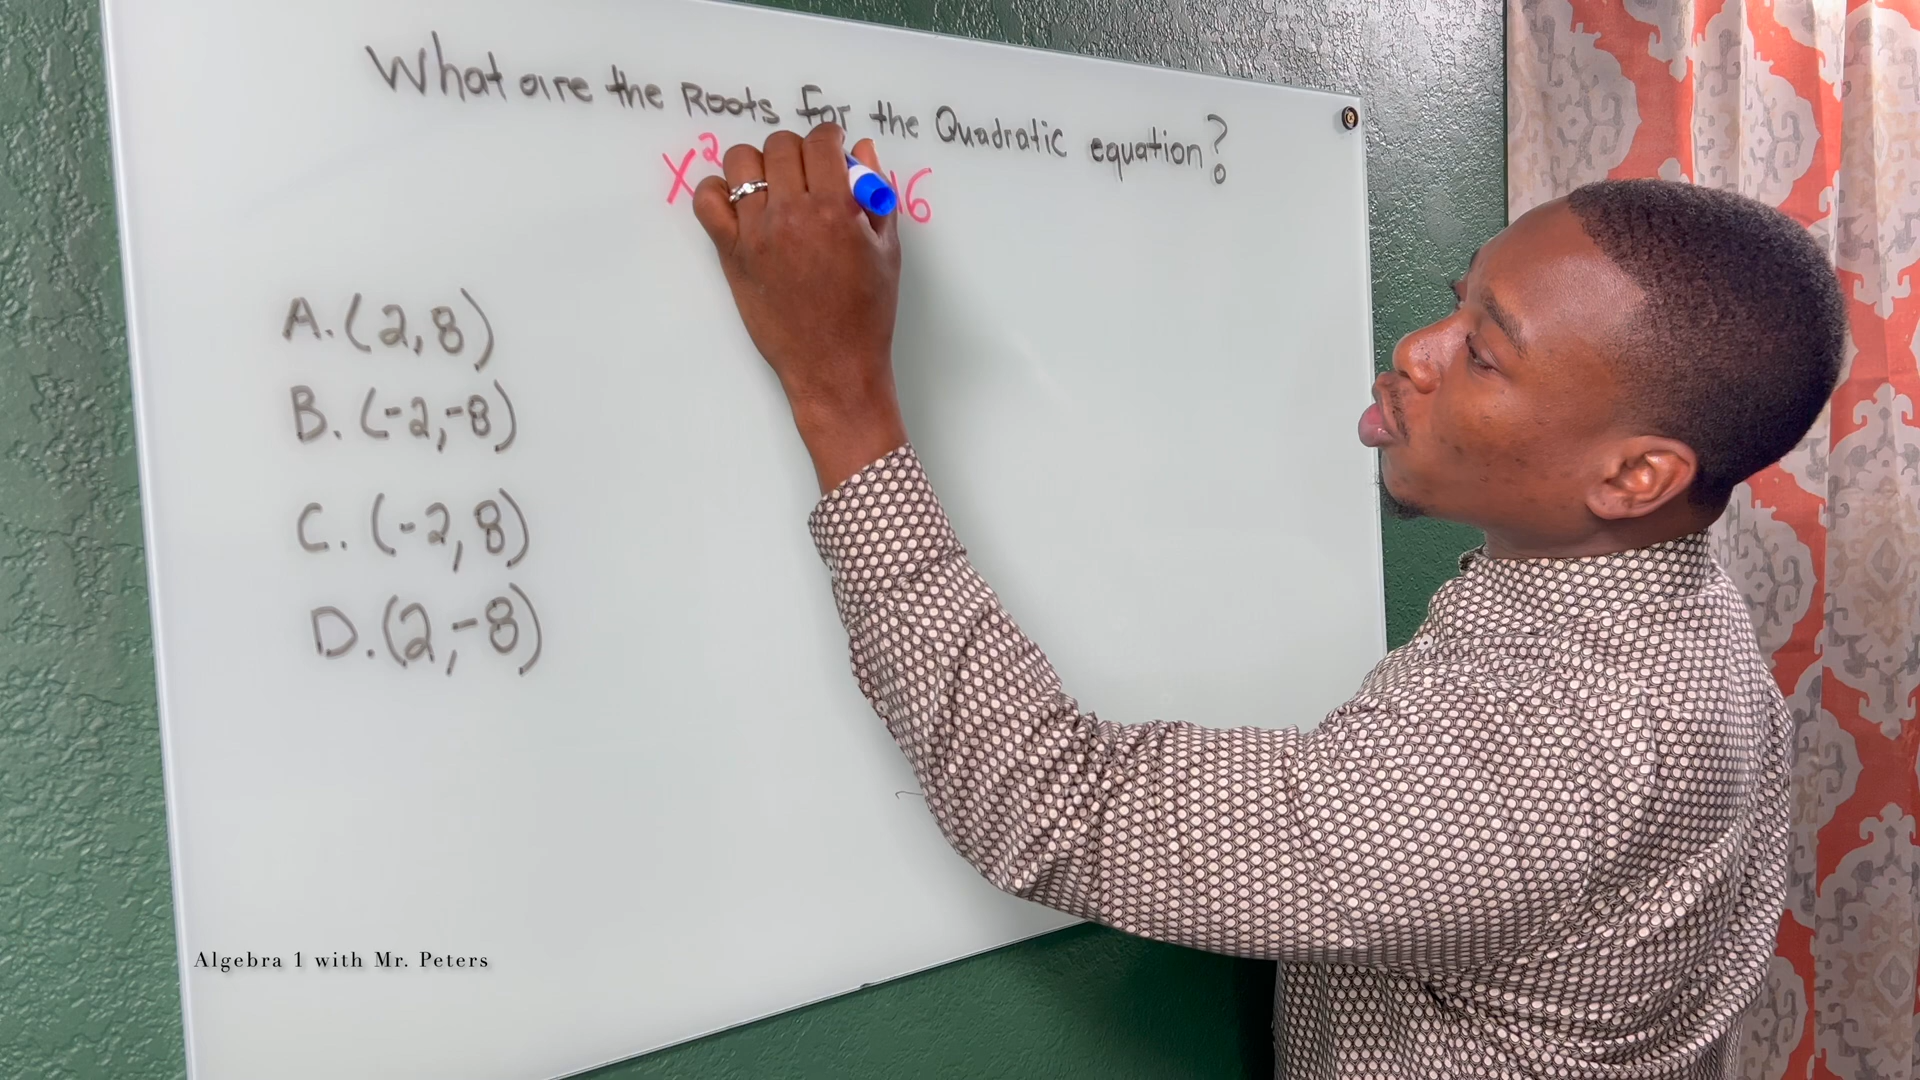 What are the Roots for the Quadratic equation?
x² 16
A. (2,8)
B. (-2,-8)
C. (-2,8)
D. (2,-8)
Algebra 1 with Mr. Peters